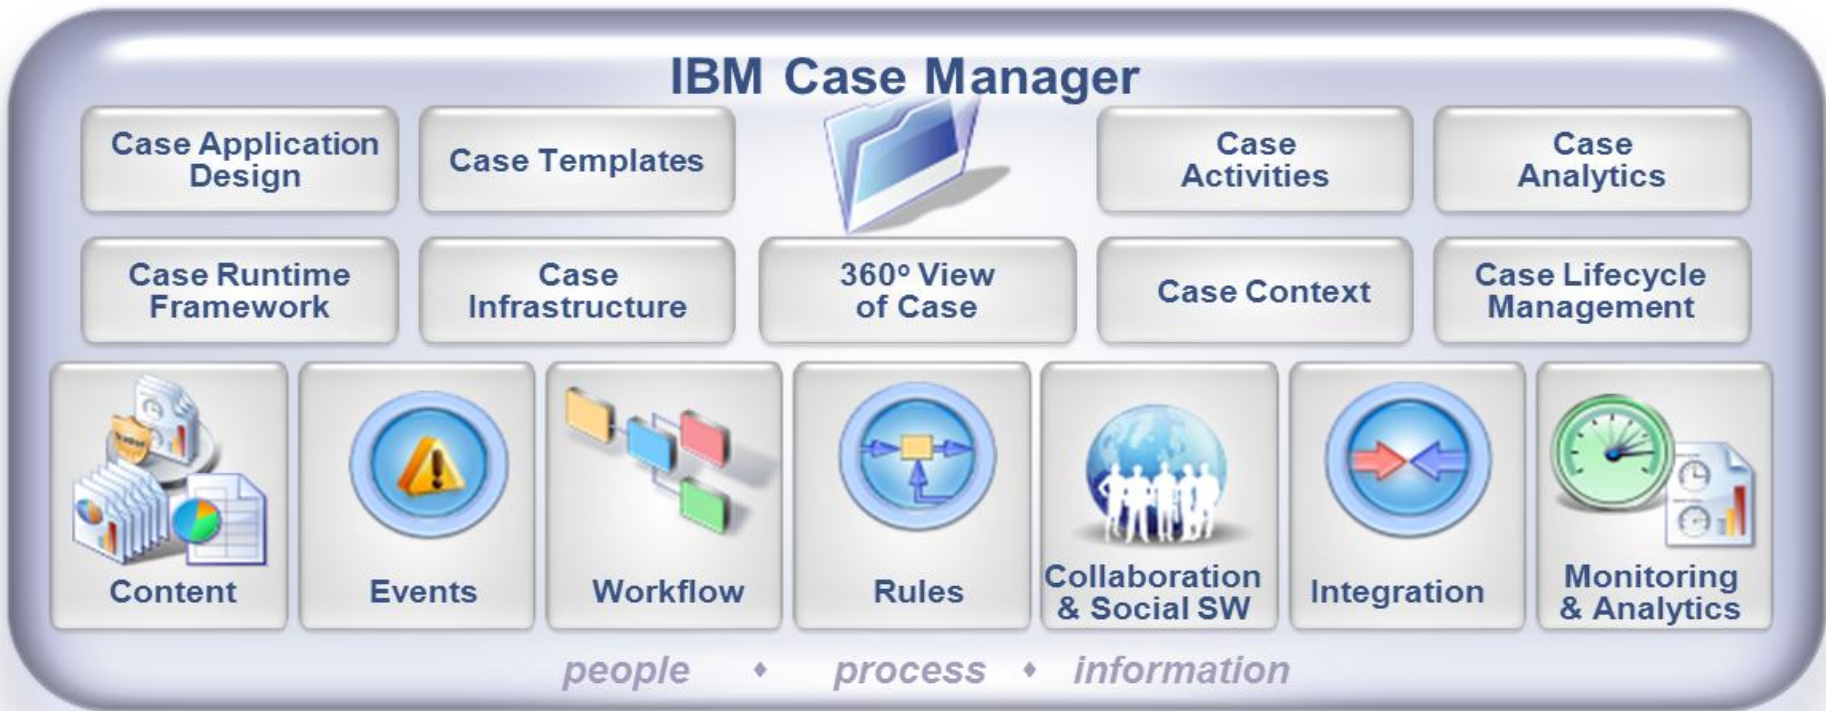 IBM Case Manager
Case Application
Design
Case Templates
Case
Activities
Case
Analytics
Case Runtime
Framework
Case
Infrastructure
360º View
of Case
Case Context
Case Lifecycle
Management
Content
Events
Workflow
Rules
Collaboration
& Social SW
Integration
Monitoring
& Analytics
people ⬩ process ⬩ information